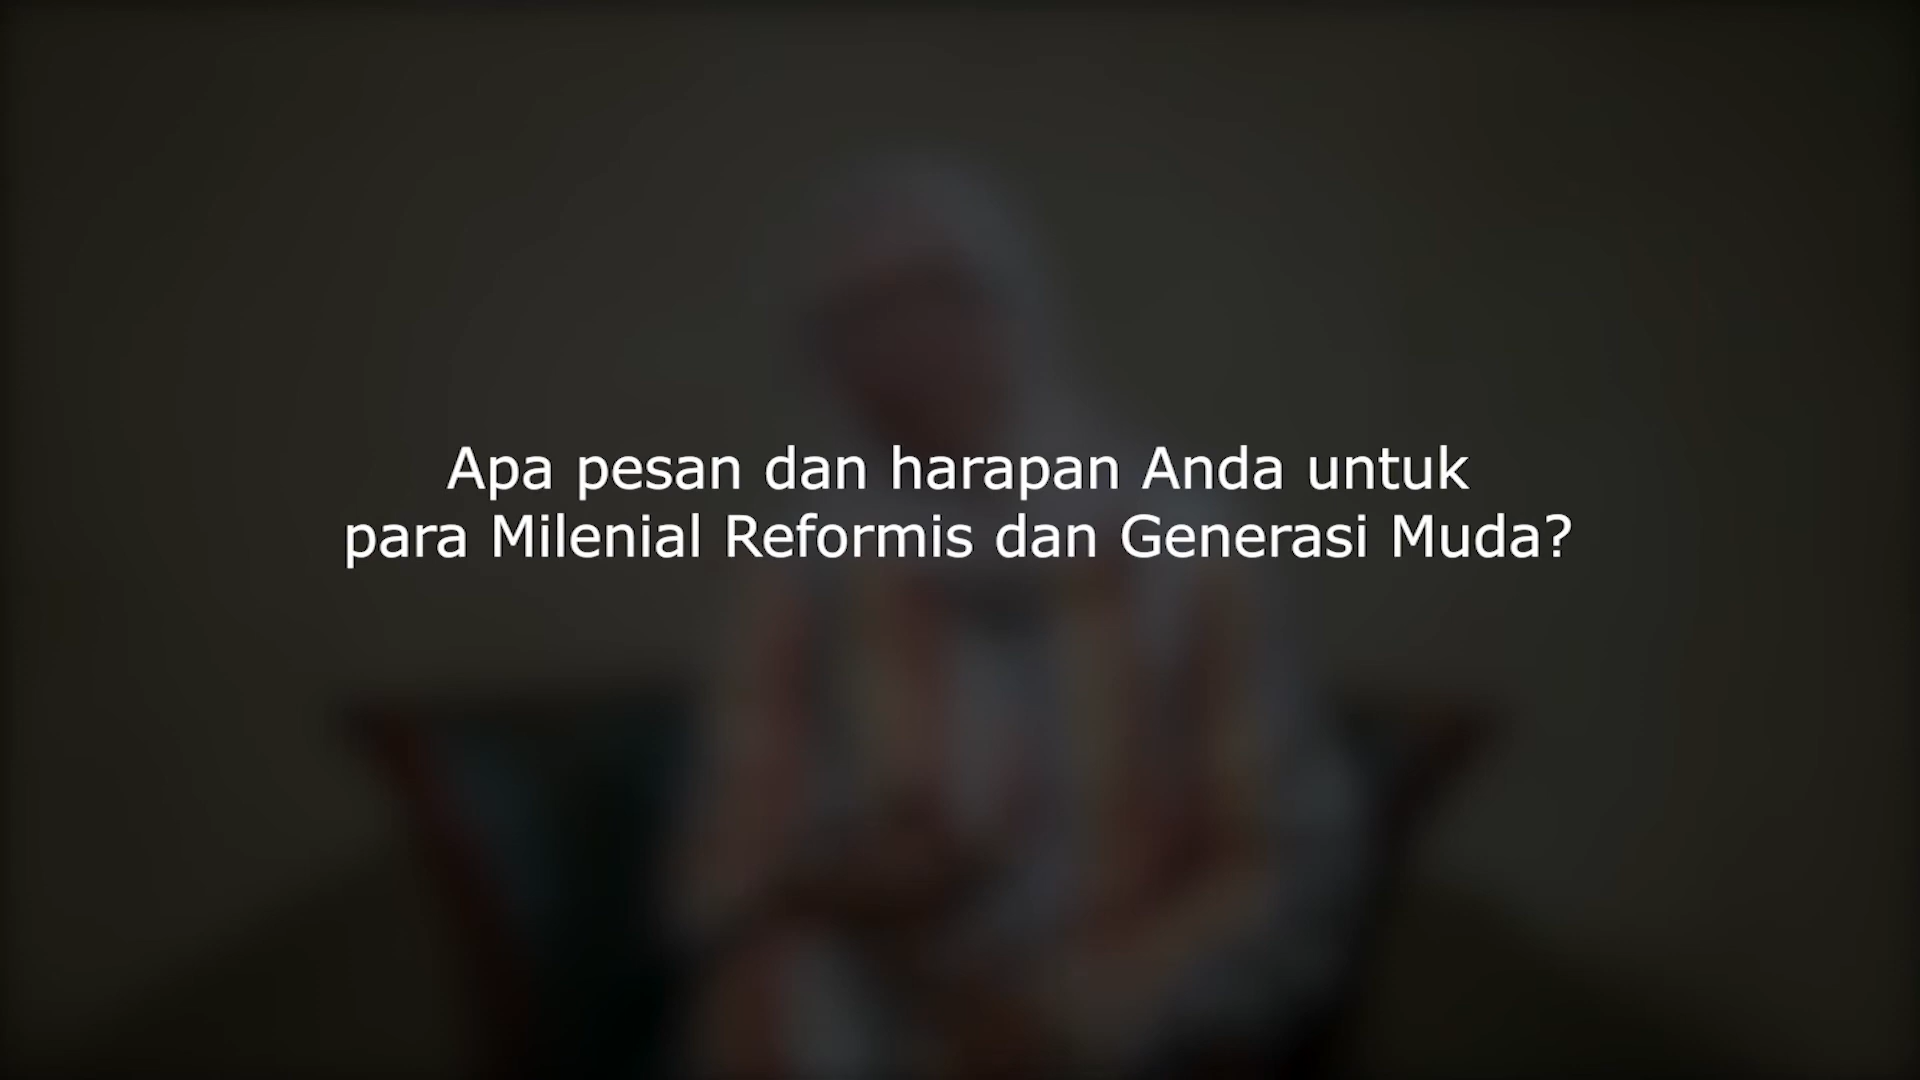 Apa pesan dan harapan Anda untuk
para Milenial Reformis dan Generasi Muda?